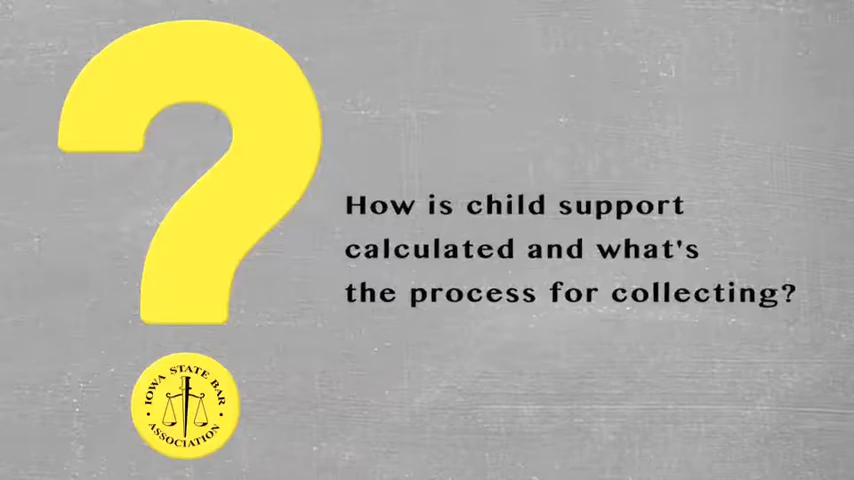 How is child support
calculated and what's
the process for collecting?
IOWA STATE BAR
ASSOCIATION